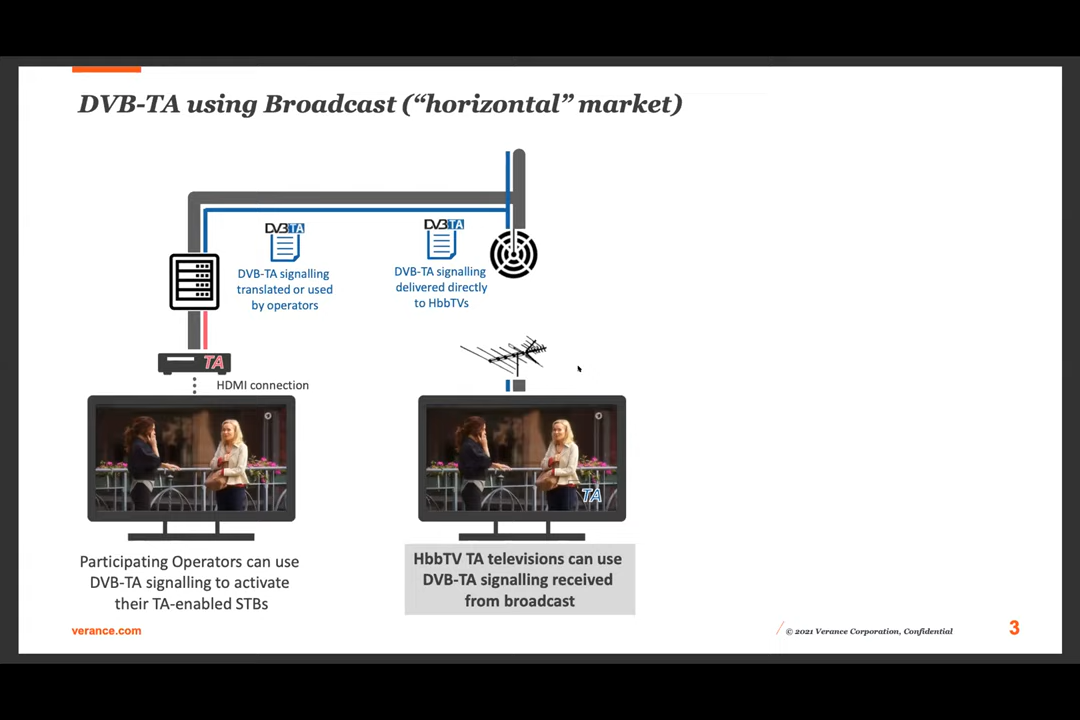 DVB-TA using Broadcast (“horizontal” market)
DVB TA
DVB-TA signalling
translated or used
by operators
DVB TA
DVB-TA signalling
delivered directly
to HbbTVs
TA
HDMI connection
TA
Participating Operators can use
DVB-TA signalling to activate
their TA-enabled STBs
HbbTV TA televisions can use
DVB-TA signalling received
from broadcast
verance.com
© 2021 Verance Corporation, Confidential
3